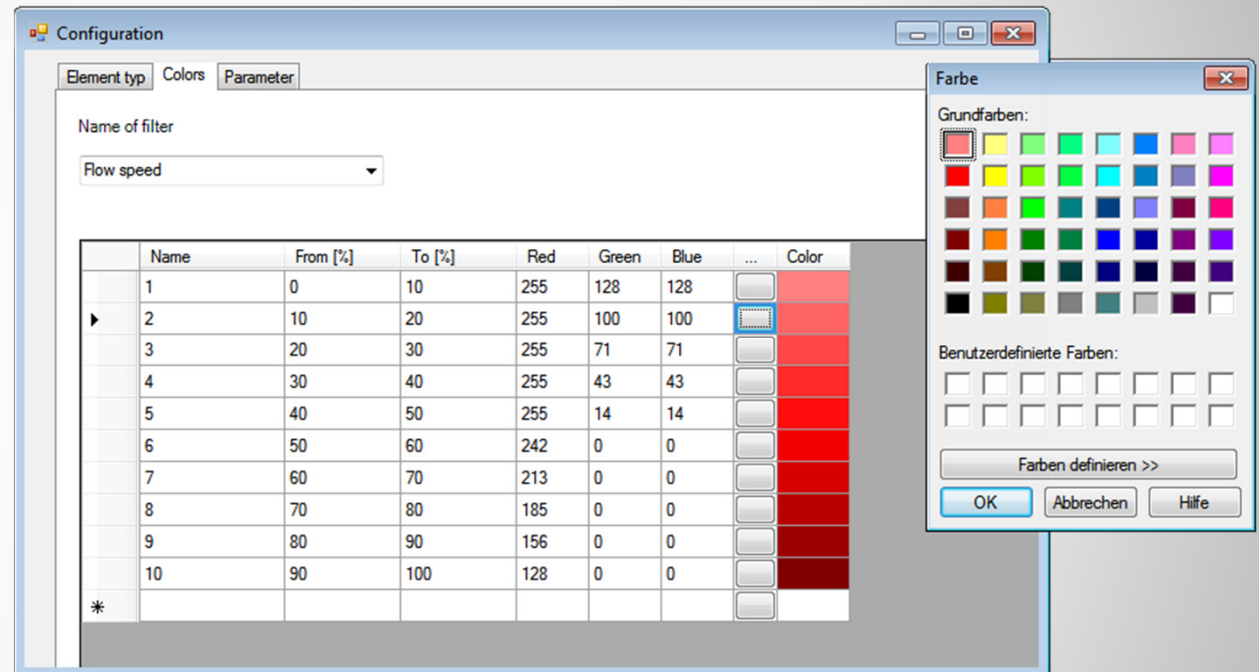 Configuration
Element typ Colors Parameter
Name of filter
Flow speed
Name From [%] To [%] Red Green Blue ... Color
1 0 10 255 128 128
2 10 20 255 100 100
3 20 30 255 71 71
4 30 40 255 43 43
5 40 50 255 14 14
6 50 60 242 0 0
7 60 70 213 0 0
8 70 80 185 0 0
9 80 90 156 0 0
10 90 100 128 0 0
Farbe
Grundfarben:
Benutzerdefinierte Farben:
Farben definieren >>
OK Abbrechen Hilfe